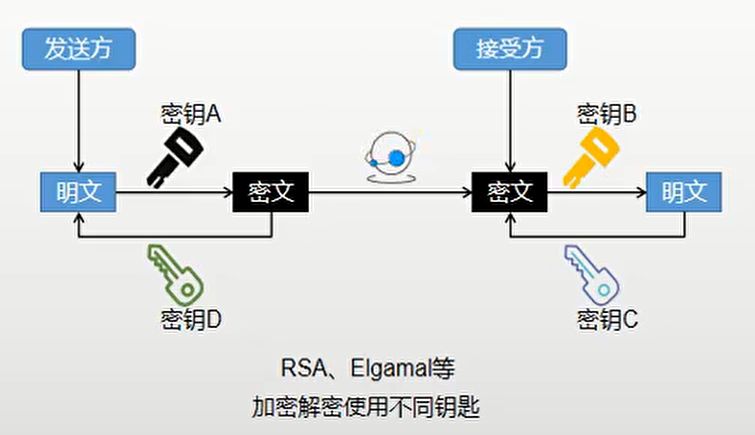 发送方
接受方
密钥A
密钥B
明文
密文
密文
明文
密钥D
密钥C
RSA、Elgamal等
加密解密使用不同钥匙